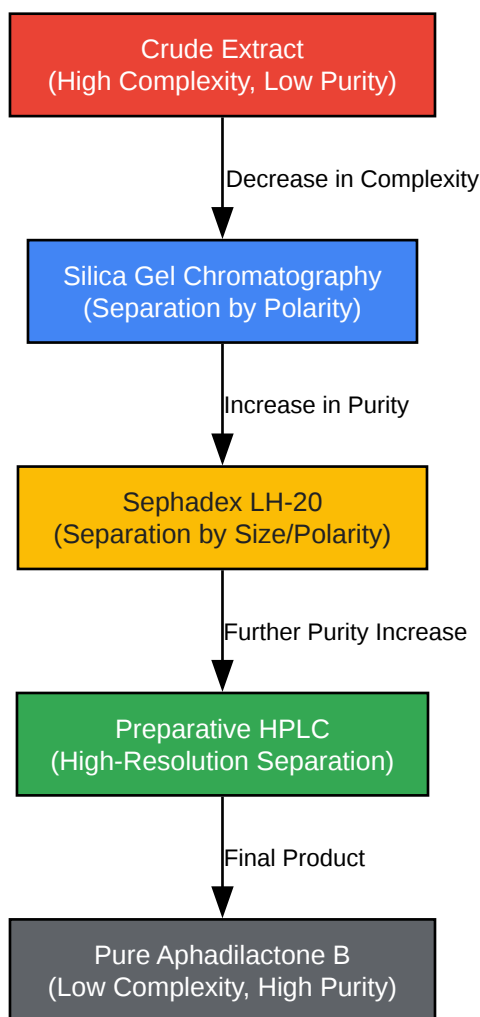 Crude Extract
(High Complexity, Low Purity)
Decrease in Complexity
Silica Gel Chromatography
(Separation by Polarity)
Increase in Purity
Sephadex LH-20
(Separation by Size/Polarity)
Further Purity Increase
Preparative HPLC
(High-Resolution Separation)
Final Product
Pure Aphadilactone B
(Low Complexity, High Purity)